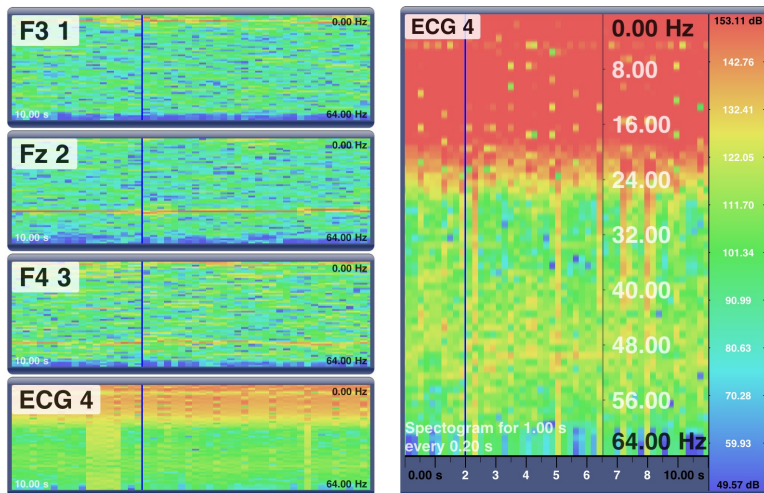 F3 1
0.00 Hz
10.00 s
64.00 Hz
Fz 2
0.00 Hz
10.00 s
64.00 Hz
F4 3
0.00 Hz
10.00 s
64.00 Hz
ECG 4
0.00 Hz
10.00 s
64.00 Hz
ECG 4
0.00 Hz
8.00
16.00
24.00
32.00
40.00
48.00
56.00
64.00 Hz
Spectogram for 1.00 s
every 0.20 s
0.00 s 2 3 4 5 6 7 8 10.00 s
153.11 dB
142.76
132.41
122.05
111.70
101.34
90.99
80.63
70.28
59.93
49.57 dB